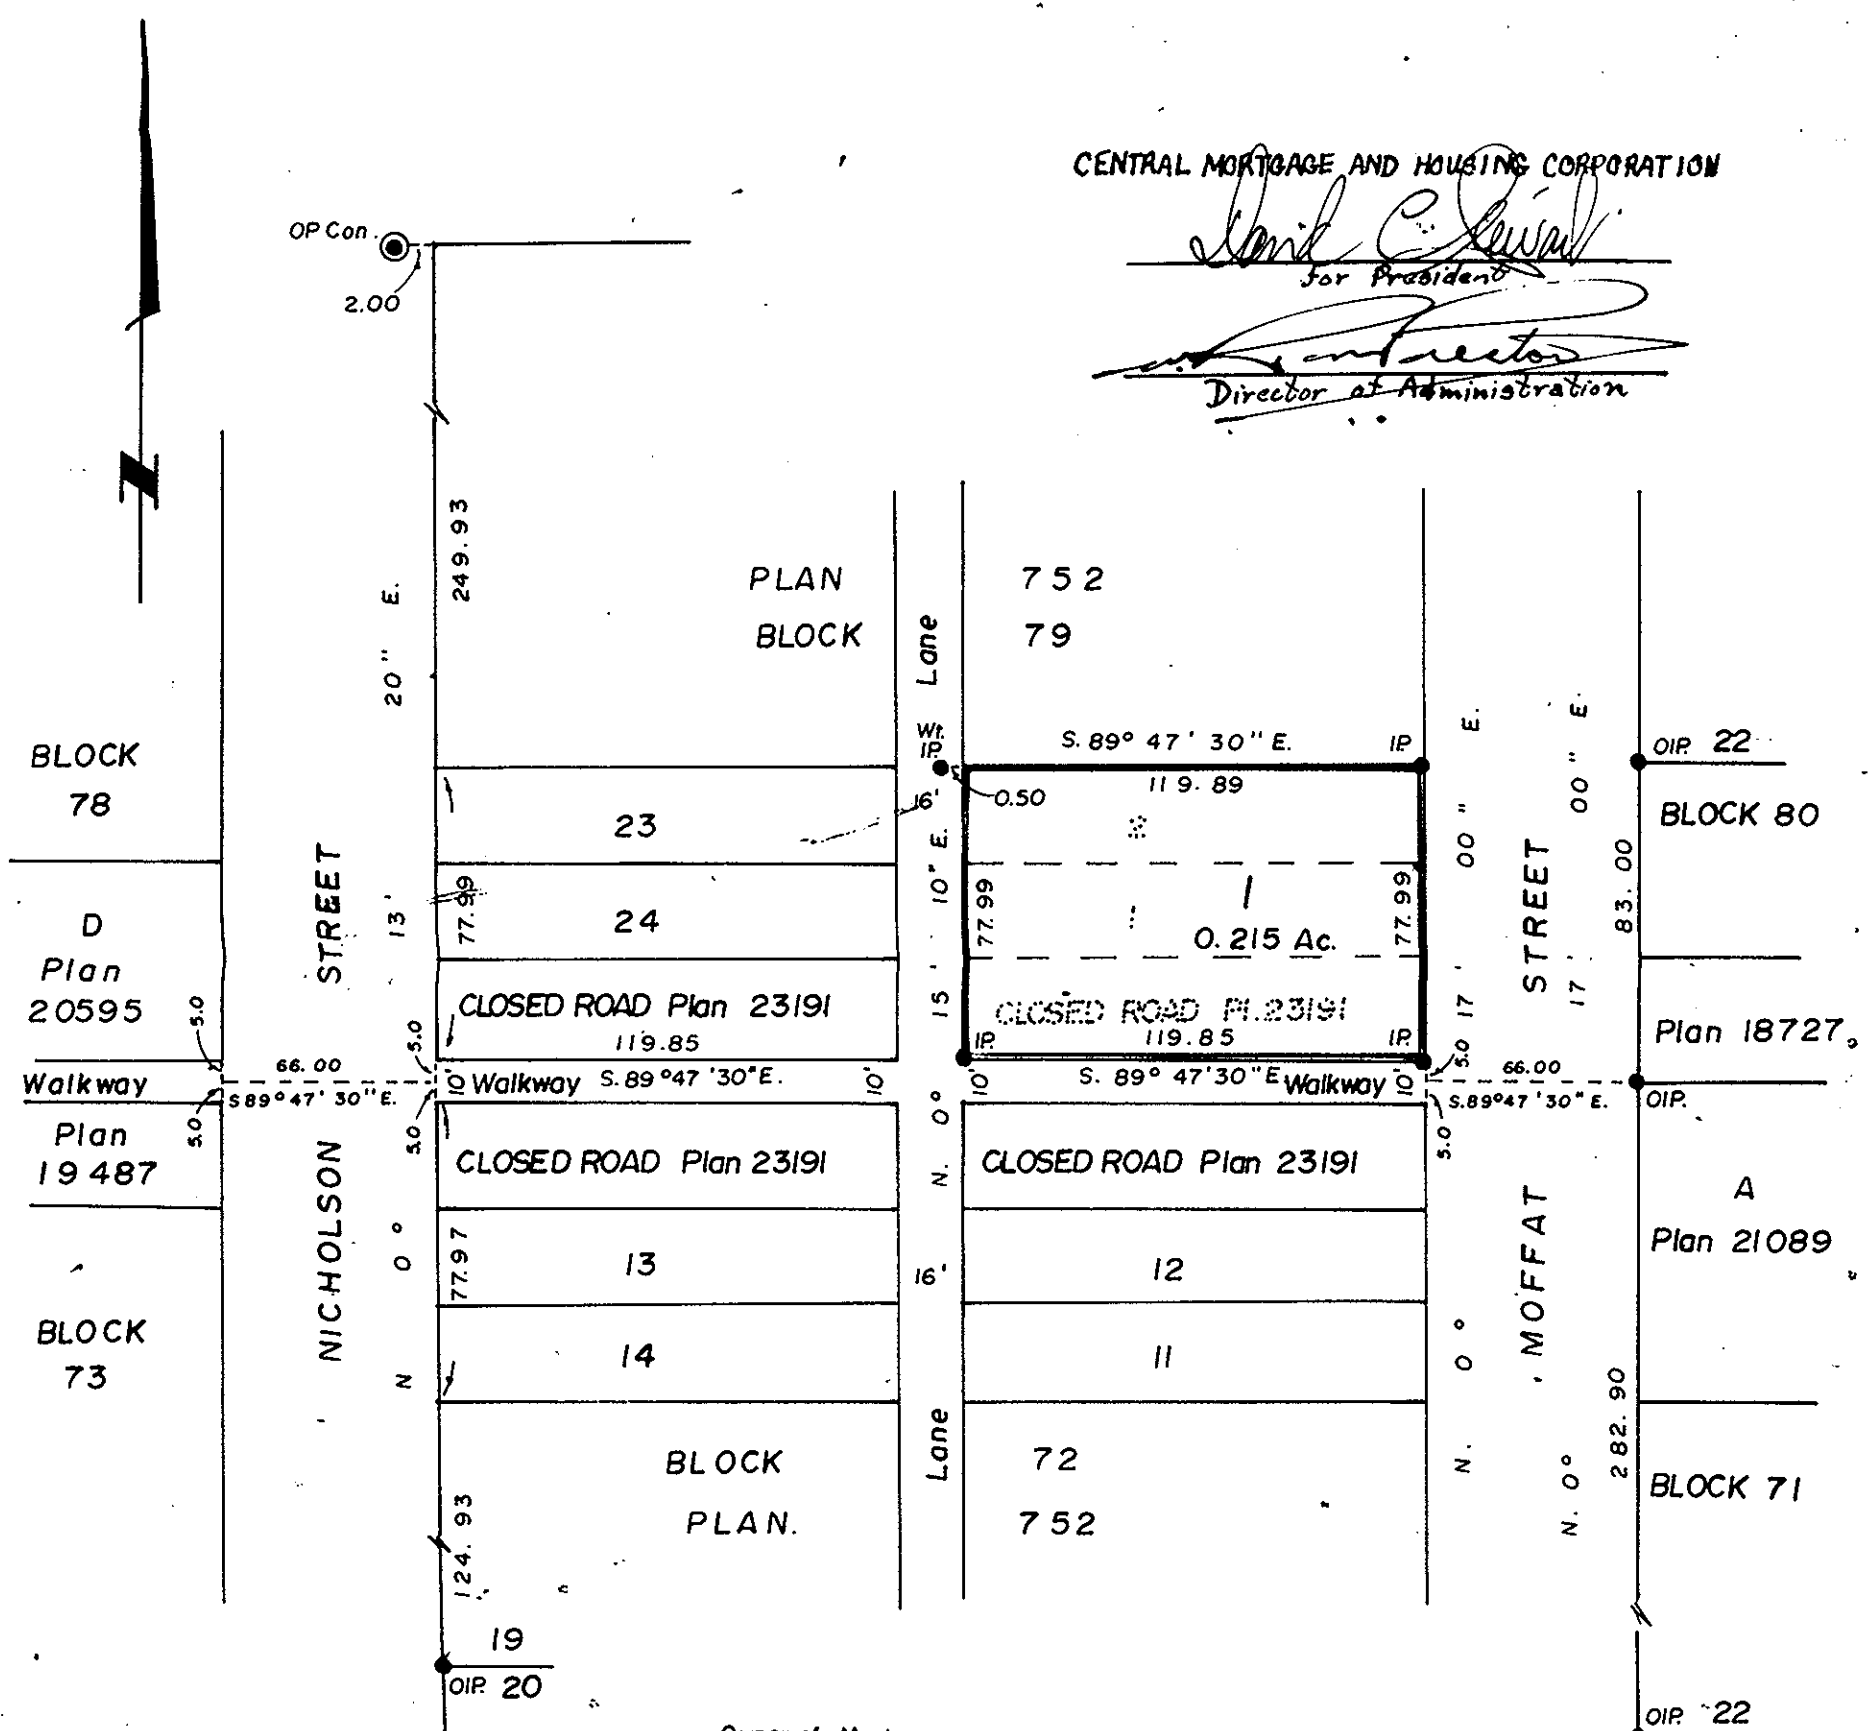 CENTRAL MORTGAGE AND HOUSING CORPORATION
for President
Director of Administration
OP Con.
2.00
249.93
N 0° 13' 20" E.
PLAN 752
BLOCK 79
Lane
BLOCK
78
Wt.
IP.
S. 89° 47' 30" E.
IP.
OIP. 22
119.89
0.50
16'
23
BLOCK 80
83.00
STREET
STREET
D
Plan
20595
77.99
24
77.99
1
0.215 Ac.
77.99
N. 0° 15' 10" E.
N. 0° 17' 00" E.
N. 0° 17' 00" E.
CLOSED ROAD Plan 23191
CLOSED ROAD Pl. 23191
Plan 18727
5.0
5.0
119.85
IP.
119.85
IP.
5.0
Walkway
66.00
10'
Walkway
S. 89° 47' 30" E.
10'
10'
S. 89° 47' 30" E.
Walkway
10'
66.00
S 89° 47' 30" E.
S. 89° 47' 30" E.
OIP.
5.0
5.0
5.0
Plan
19487
CLOSED ROAD Plan 23191
CLOSED ROAD Plan 23191
A
Plan 21089
NICHOLSON
MOFFAT
77.97
13
16'
12
BLOCK
73
14
11
282.90
BLOCK 72
Lane
BLOCK 71
PLAN. 752
124.93
19
OIP. 20
OIP. 22